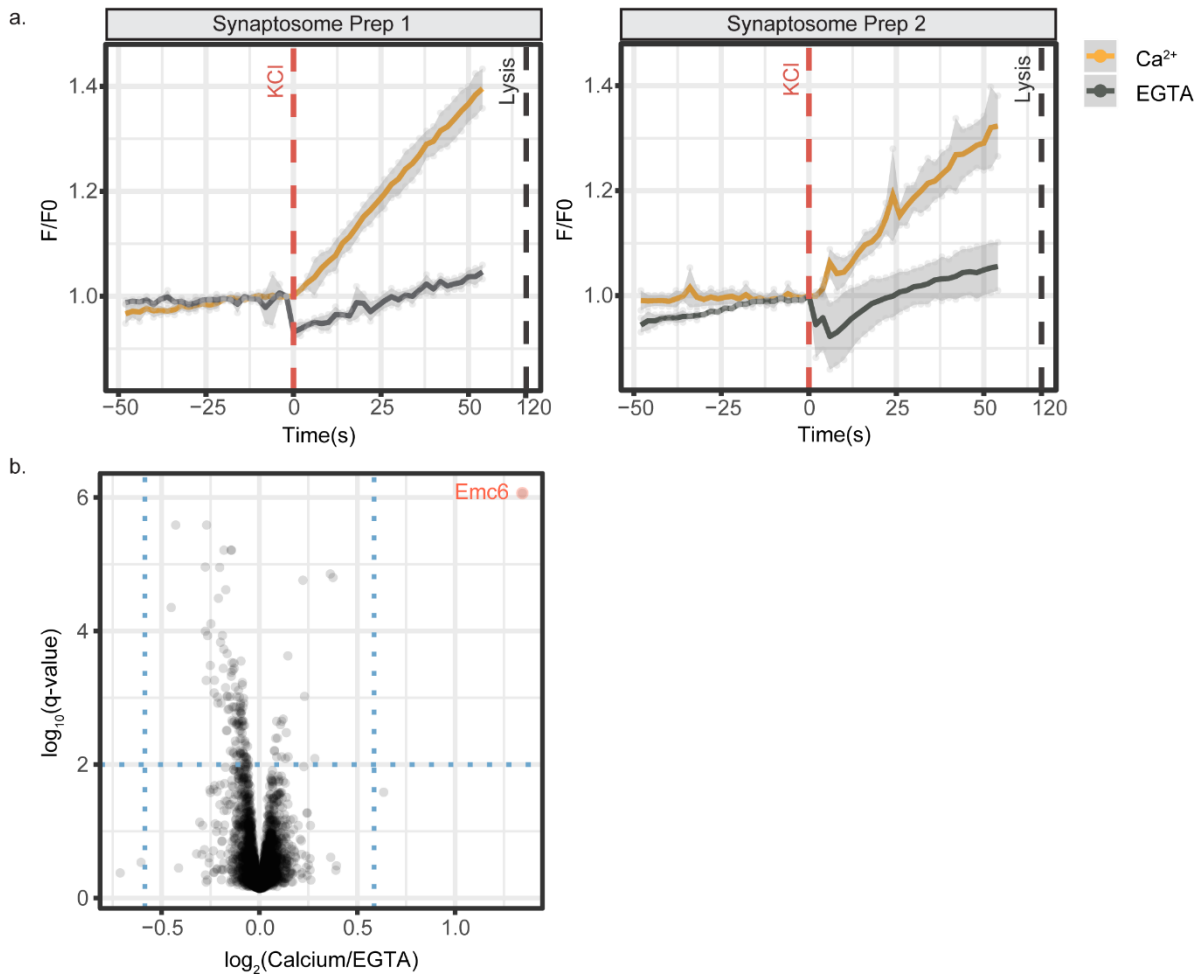 a.
Synaptosome Prep 1
Synaptosome Prep 2
KCl
Lysis
KCl
Lysis
Ca²⁺
EGTA
1.4
1.2
1.0
F/F0
1.4
1.2
1.0
F/F0
−50 −25 0 25 50 120
Time(s)
−50 −25 0 25 50 120
Time(s)
b.
Emc6
6
4
2
0
log₁₀(q-value)
−0.5 0.0 0.5 1.0
log₂(Calcium/EGTA)